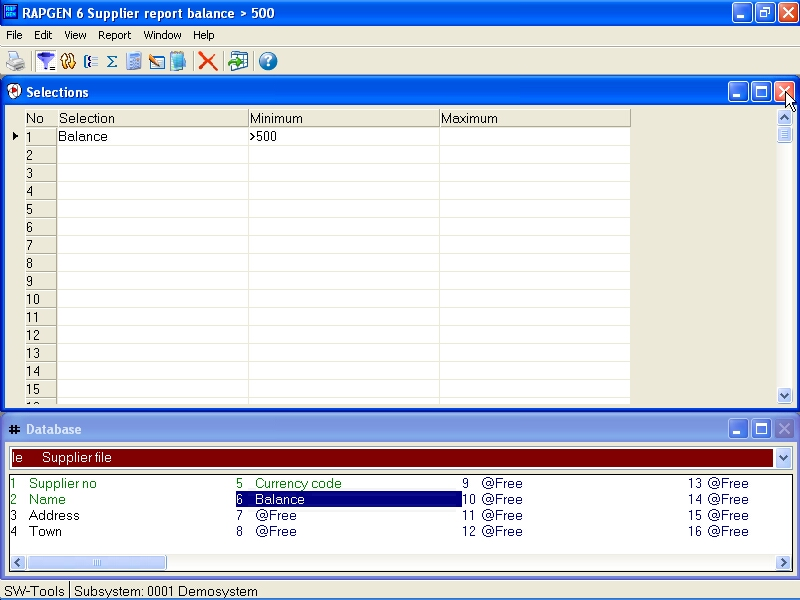 RAPGEN 6 Supplier report balance > 500
File Edit View Report Window Help
Selections
No Selection Minimum Maximum
1 Balance >500
2
3
4
5
6
7
8
9
10
11
12
13
14
15
Database
le Supplier file
1 Supplier no 5 Currency code 9 @Free 13 @Free
2 Name 6 Balance 10 @Free 14 @Free
3 Address 7 @Free 11 @Free 15 @Free
4 Town 8 @Free 12 @Free 16 @Free
SW-Tools Subsystem: 0001 Demosystem